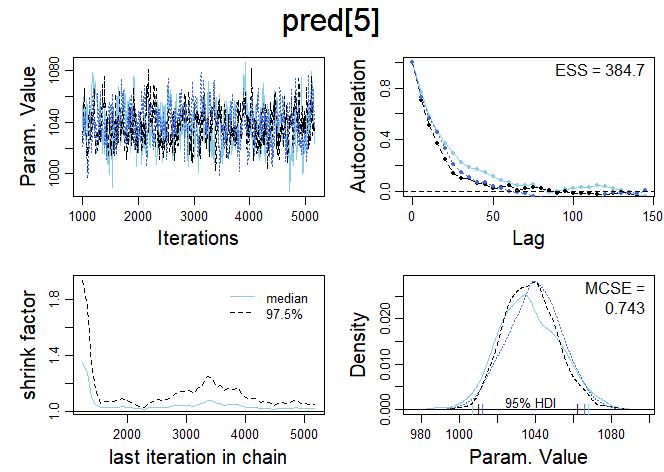 pred[5]
Param. Value
1000 1040 1080
1000 2000 3000 4000 5000
Iterations
Autocorrelation
0.0 0.4 0.8
ESS = 384.7
0 50 100 150
Lag
shrink factor
1.0 1.4 1.8
median
97.5%
2000 3000 4000 5000
last iteration in chain
Density
0.000 0.010 0.020
MCSE =
0.743
95% HDI
980 1000 1040 1080
Param. Value